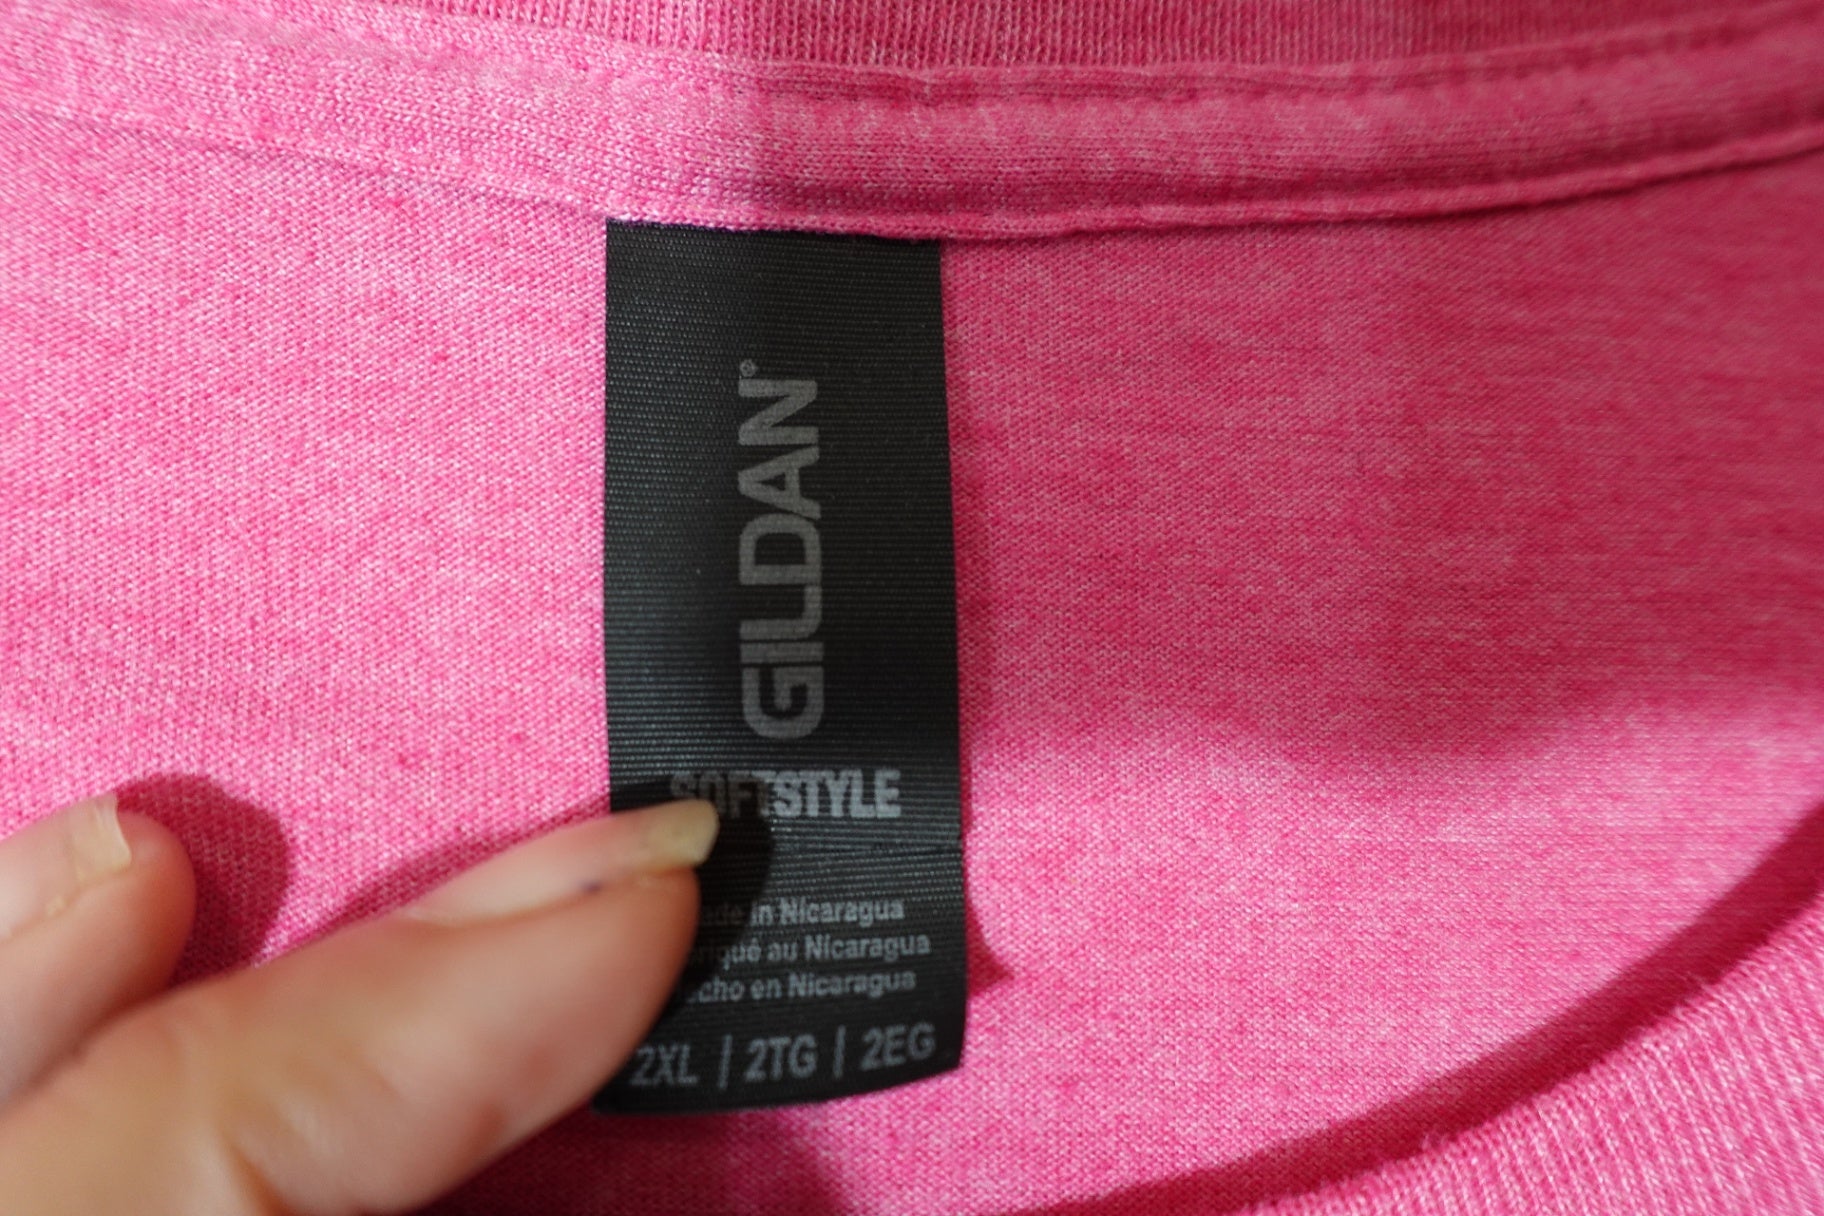 GILDAN®
SOFTSTYLE
in Nicaragua
au Nicaragua
en Nicaragua
2XL / 2TG / 2EG